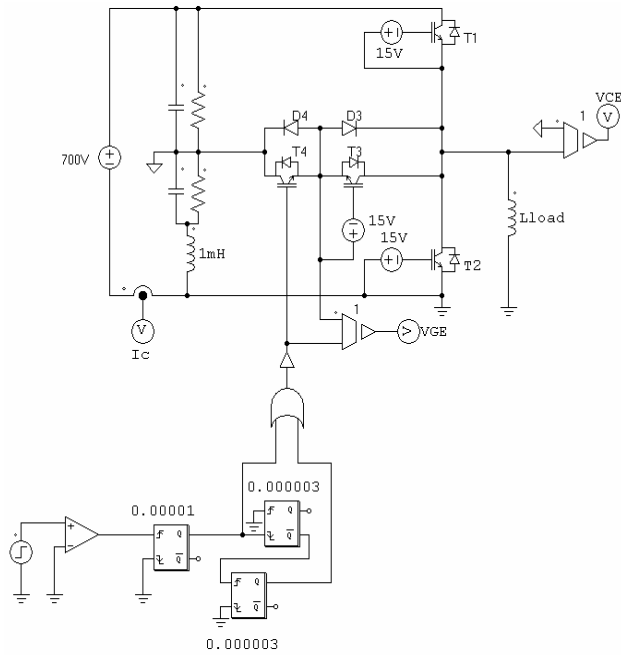 T1
15V
VCE
V
1
D4
D3
700V
T4
T3
15V
Lload
15V
1mH
T2
1
V
VGE
Ic
0.000003
0.00001
Q
Q
Q
Q
Q
Q
0.000003